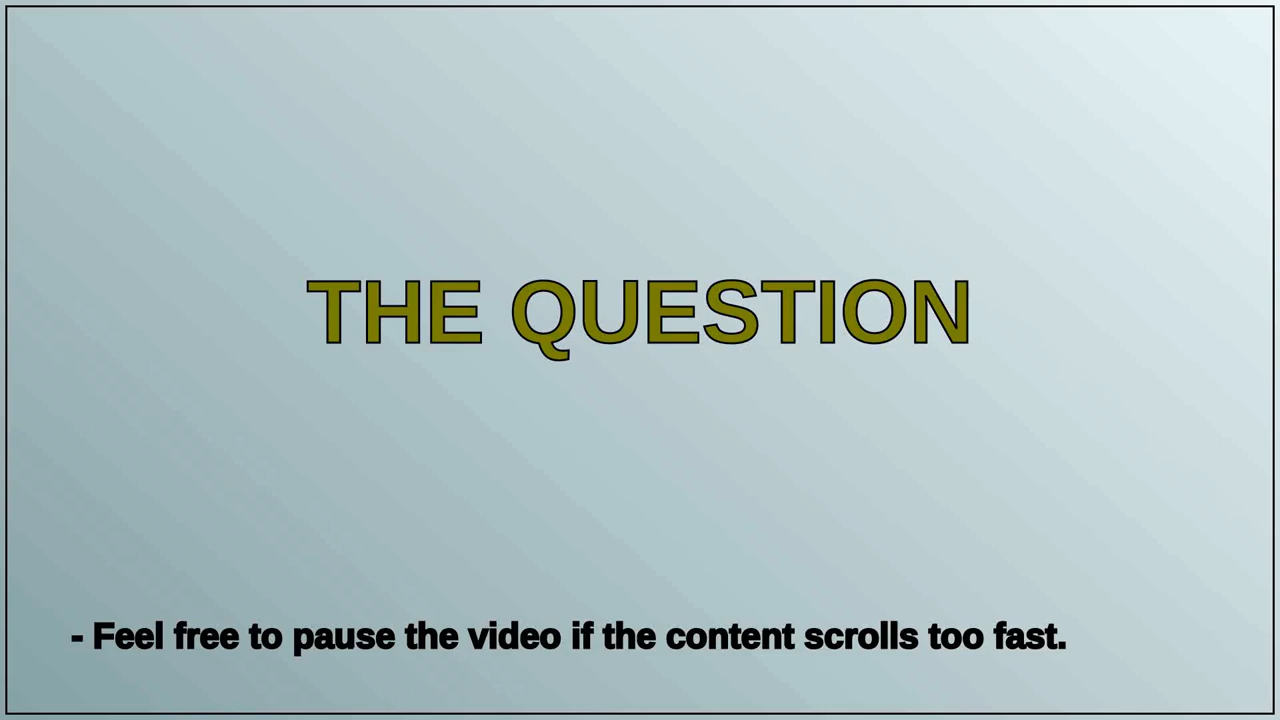 THE QUESTION
- Feel free to pause the video if the content scrolls too fast.